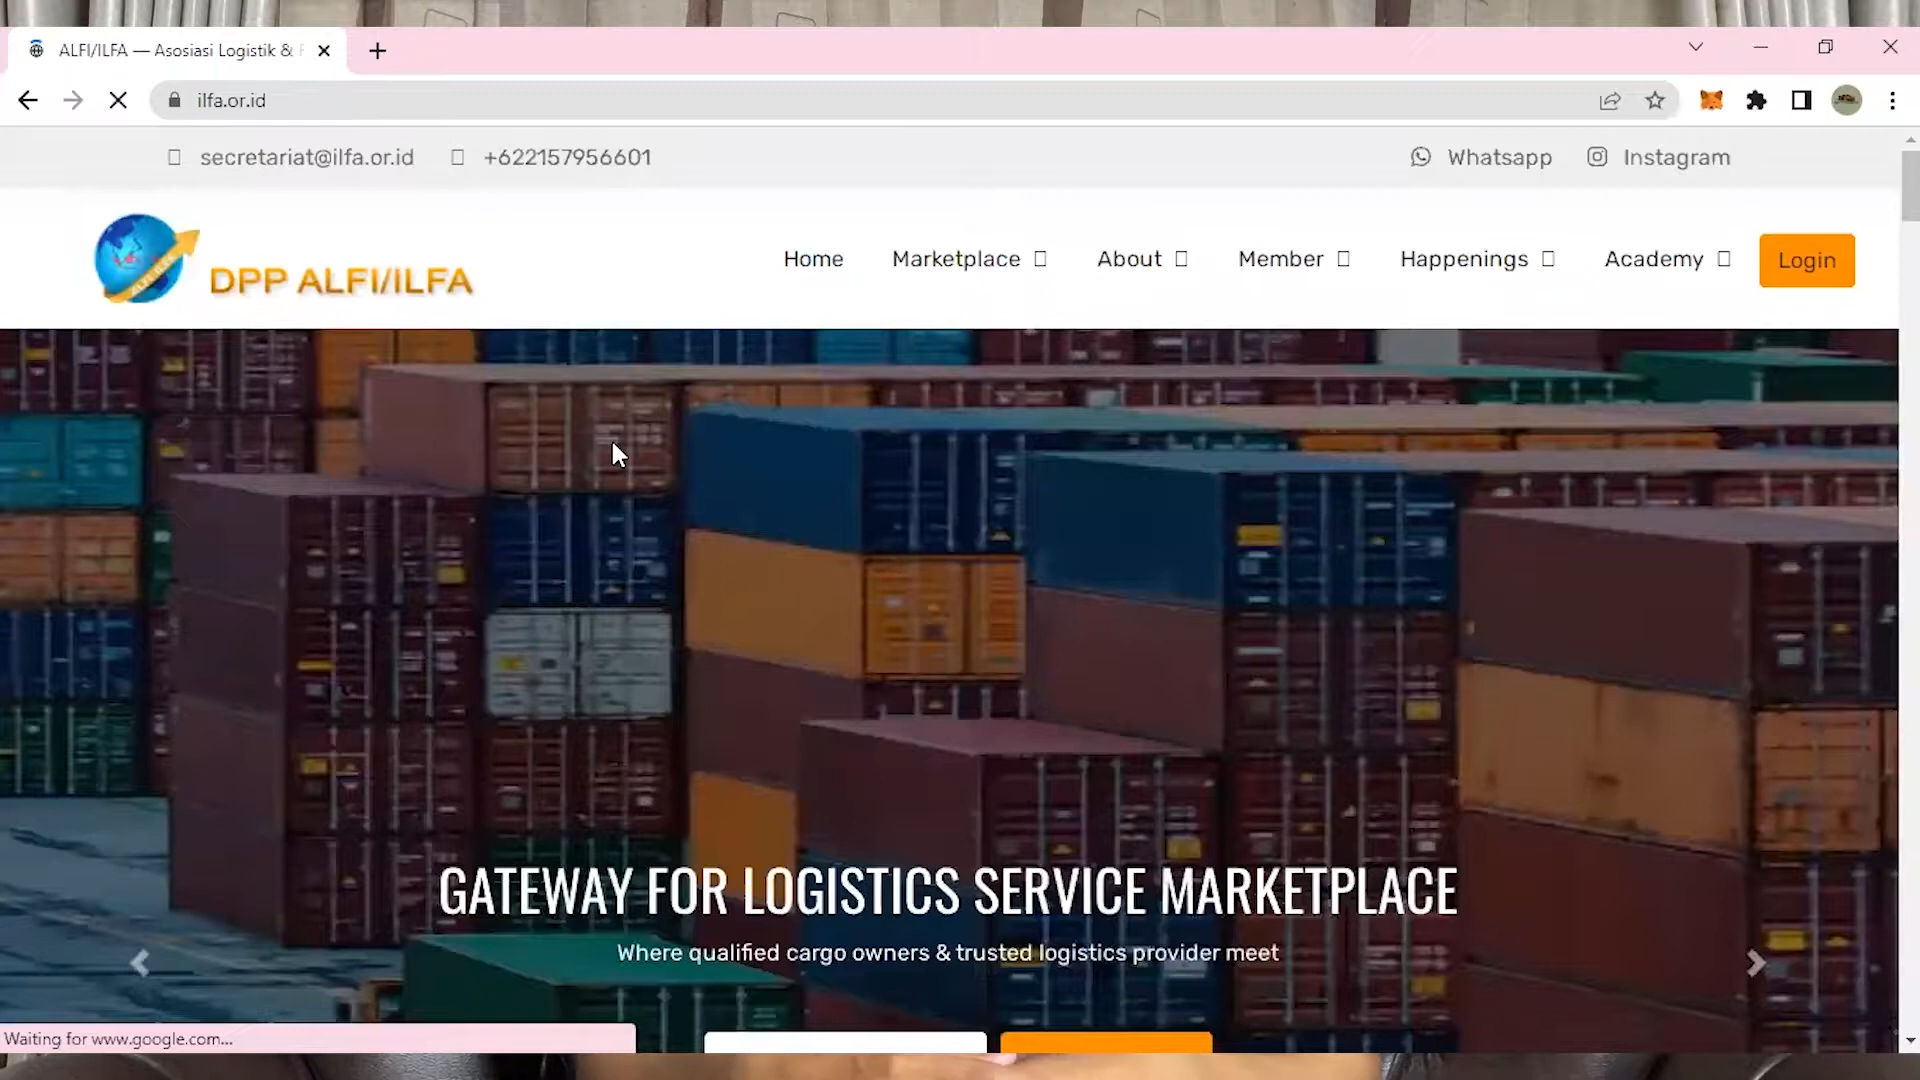 ALFI/ILFA — Asosiasi Logistik &
ilfa.or.id
secretariat@ilfa.or.id +622157956601 Whatsapp Instagram
DPP ALFI/ILFA
Home Marketplace About Member Happenings Academy Login
GATEWAY FOR LOGISTICS SERVICE MARKETPLACE
Where qualified cargo owners & trusted logistics provider meet
Waiting for www.google.com...